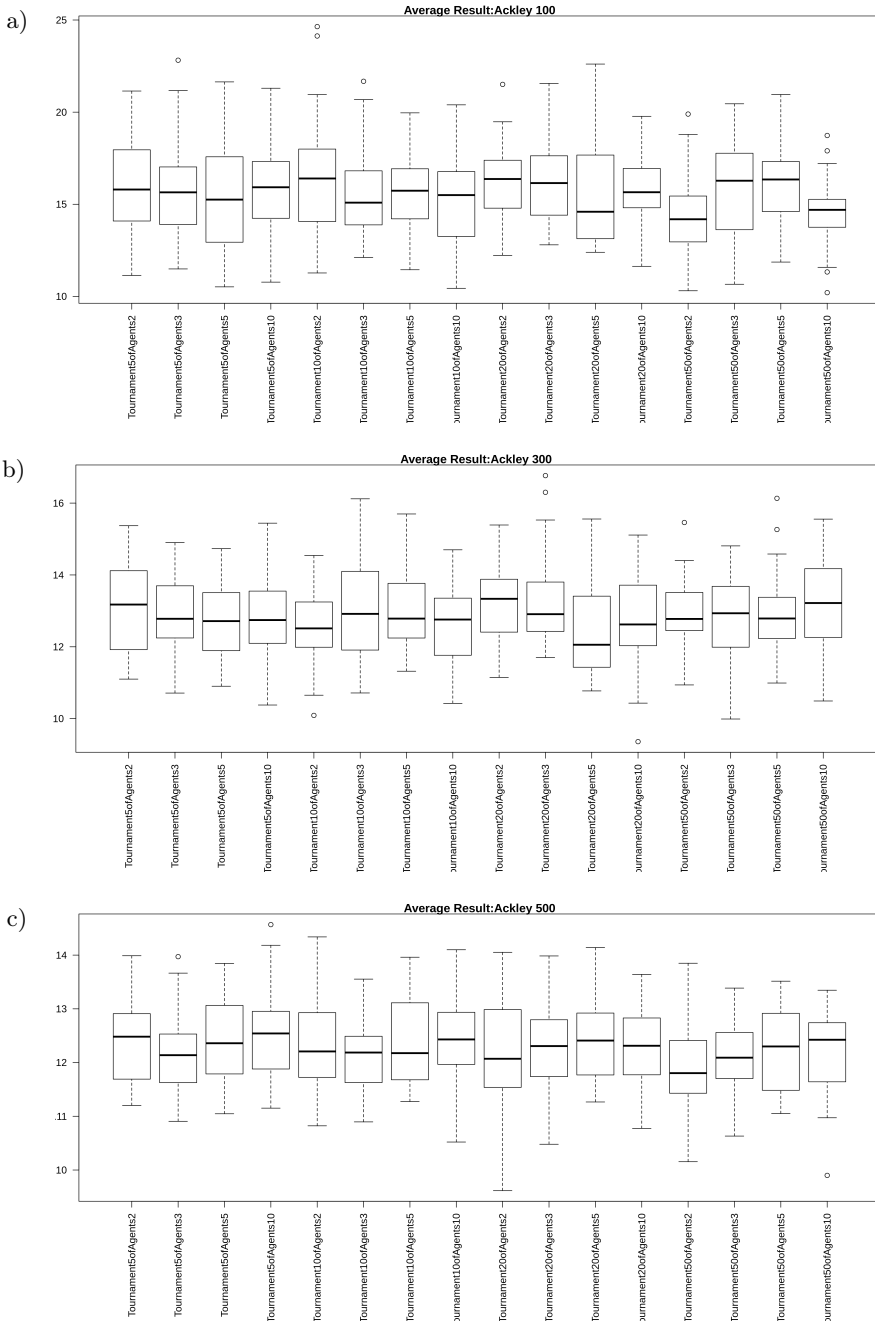 a)
Average Result:Ackley 100
25
20
15
10
Tournament5ofAgents2
Tournament5ofAgents3
Tournament5ofAgents5
Tournament5ofAgents10
Tournament10ofAgents2
Tournament10ofAgents3
Tournament10ofAgents5
ournament10ofAgents10
Tournament20ofAgents2
Tournament20ofAgents3
Tournament20ofAgents5
ournament20ofAgents10
Tournament50ofAgents2
Tournament50ofAgents3
Tournament50ofAgents5
ournament50ofAgents10
b)
Average Result:Ackley 300
16
14
12
10
Tournament5ofAgents2
Tournament5ofAgents3
Tournament5ofAgents5
Tournament5ofAgents10
Tournament10ofAgents2
Tournament10ofAgents3
Tournament10ofAgents5
ournament10ofAgents10
Tournament20ofAgents2
Tournament20ofAgents3
Tournament20ofAgents5
ournament20ofAgents10
Tournament50ofAgents2
Tournament50ofAgents3
Tournament50ofAgents5
ournament50ofAgents10
c)
Average Result:Ackley 500
14
13
12
11
10
Tournament5ofAgents2
Tournament5ofAgents3
Tournament5ofAgents5
Tournament5ofAgents10
Tournament10ofAgents2
Tournament10ofAgents3
Tournament10ofAgents5
ournament10ofAgents10
Tournament20ofAgents2
Tournament20ofAgents3
Tournament20ofAgents5
ournament20ofAgents10
Tournament50ofAgents2
Tournament50ofAgents3
Tournament50ofAgents5
ournament50ofAgents10